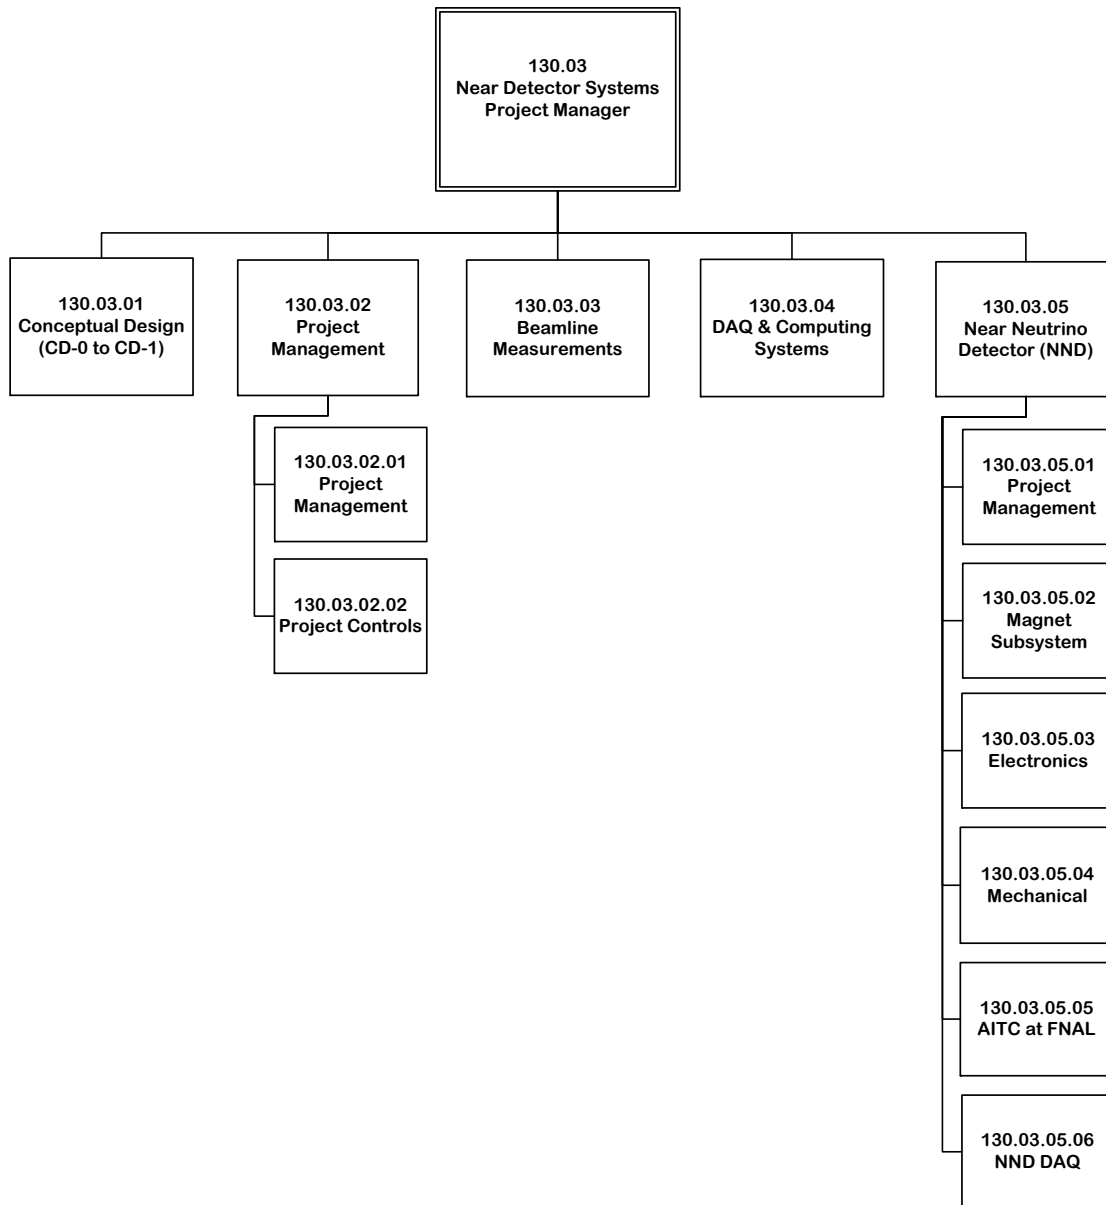 130.03
Near Detector Systems
Project Manager
130.03.01
Conceptual Design
(CD-0 to CD-1)
130.03.02
Project
Management
130.03.03
Beamline
Measurements
130.03.04
DAQ & Computing
Systems
130.03.05
Near Neutrino
Detector (NND)
130.03.02.01
Project
Management
130.03.02.02
Project Controls
130.03.05.01
Project
Management
130.03.05.02
Magnet
Subsystem
130.03.05.03
Electronics
130.03.05.04
Mechanical
130.03.05.05
AITC at FNAL
130.03.05.06
NND DAQ